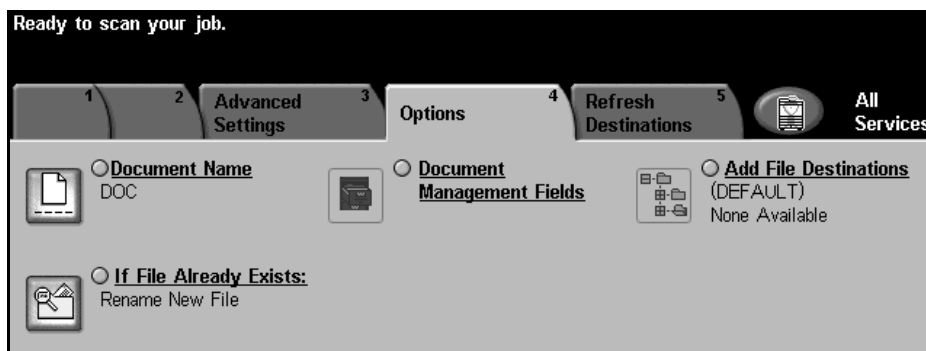 Ready to scan your job.
1
2
Advanced Settings
3
Options
4
Refresh Destinations
5
All Services
Document Name
DOC
Document Management Fields
Add File Destinations
(DEFAULT)
None Available
If File Already Exists:
Rename New File